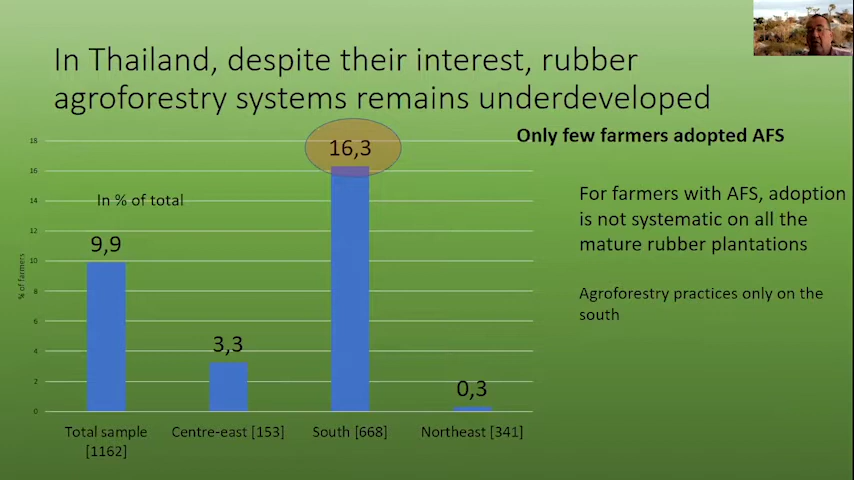 In Thailand, despite their interest, rubber
agroforestry systems remains underdeveloped
Only few farmers adopted AFS
For farmers with AFS, adoption
is not systematic on all the
mature rubber plantations
Agroforestry practices only on the
south
In % of total
% of farmers
18
16
14
12
10
8
6
4
2
0
9,9
3,3
16,3
0,3
Total sample
[1162]
Centre-east [153]
South [668]
Northeast [341]